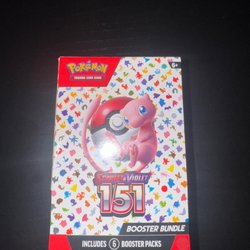 Pokémon
TRADING CARD GAME
6+
SCARLET & VIOLET
151
BOOSTER BUNDLE
INCLUDES 6 BOOSTER PACKS